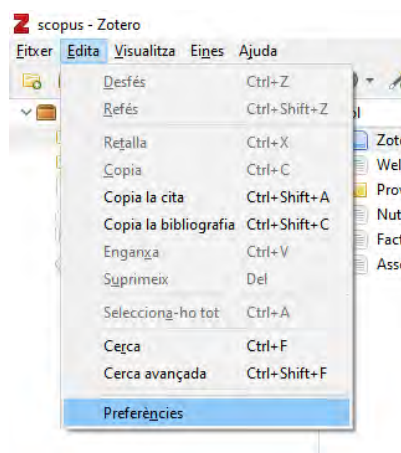 scopus - Zotero
Fitxer Edita Visualitza Eines Ajuda
Desfés Ctrl+Z
Refés Ctrl+Shift+Z
Retalla Ctrl+X
Copia Ctrl+C
Copia la cita Ctrl+Shift+A
Copia la bibliografia Ctrl+Shift+C
Enganxa Ctrl+V
Suprimeix Del
Selecciona-ho tot Ctrl+A
Cerca Ctrl+F
Cerca avançada Ctrl+Shift+F
Preferències
Zot
Wel
Prov
Nut
Fact
Asso